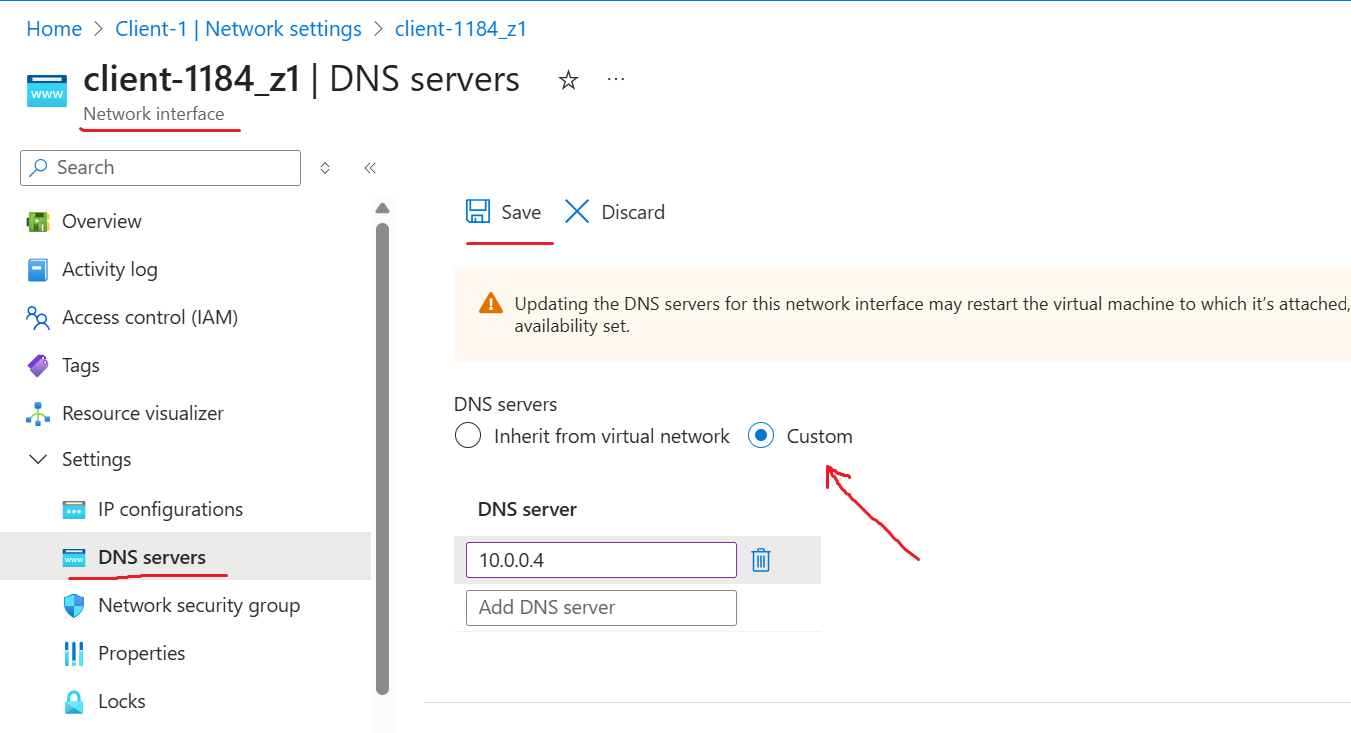 Home > Client-1 | Network settings > client-1184_z1
www
client-1184_z1 | DNS servers
Network interface
Search
Overview
Activity log
Access control (IAM)
Tags
Resource visualizer
Settings
IP configurations
www
DNS servers
Network security group
Properties
Locks
Save
Discard
Updating the DNS servers for this network interface may restart the virtual machine to which it’s attached,
availability set.
DNS servers
Inherit from virtual network
Custom
DNS server
10.0.0.4
Add DNS server